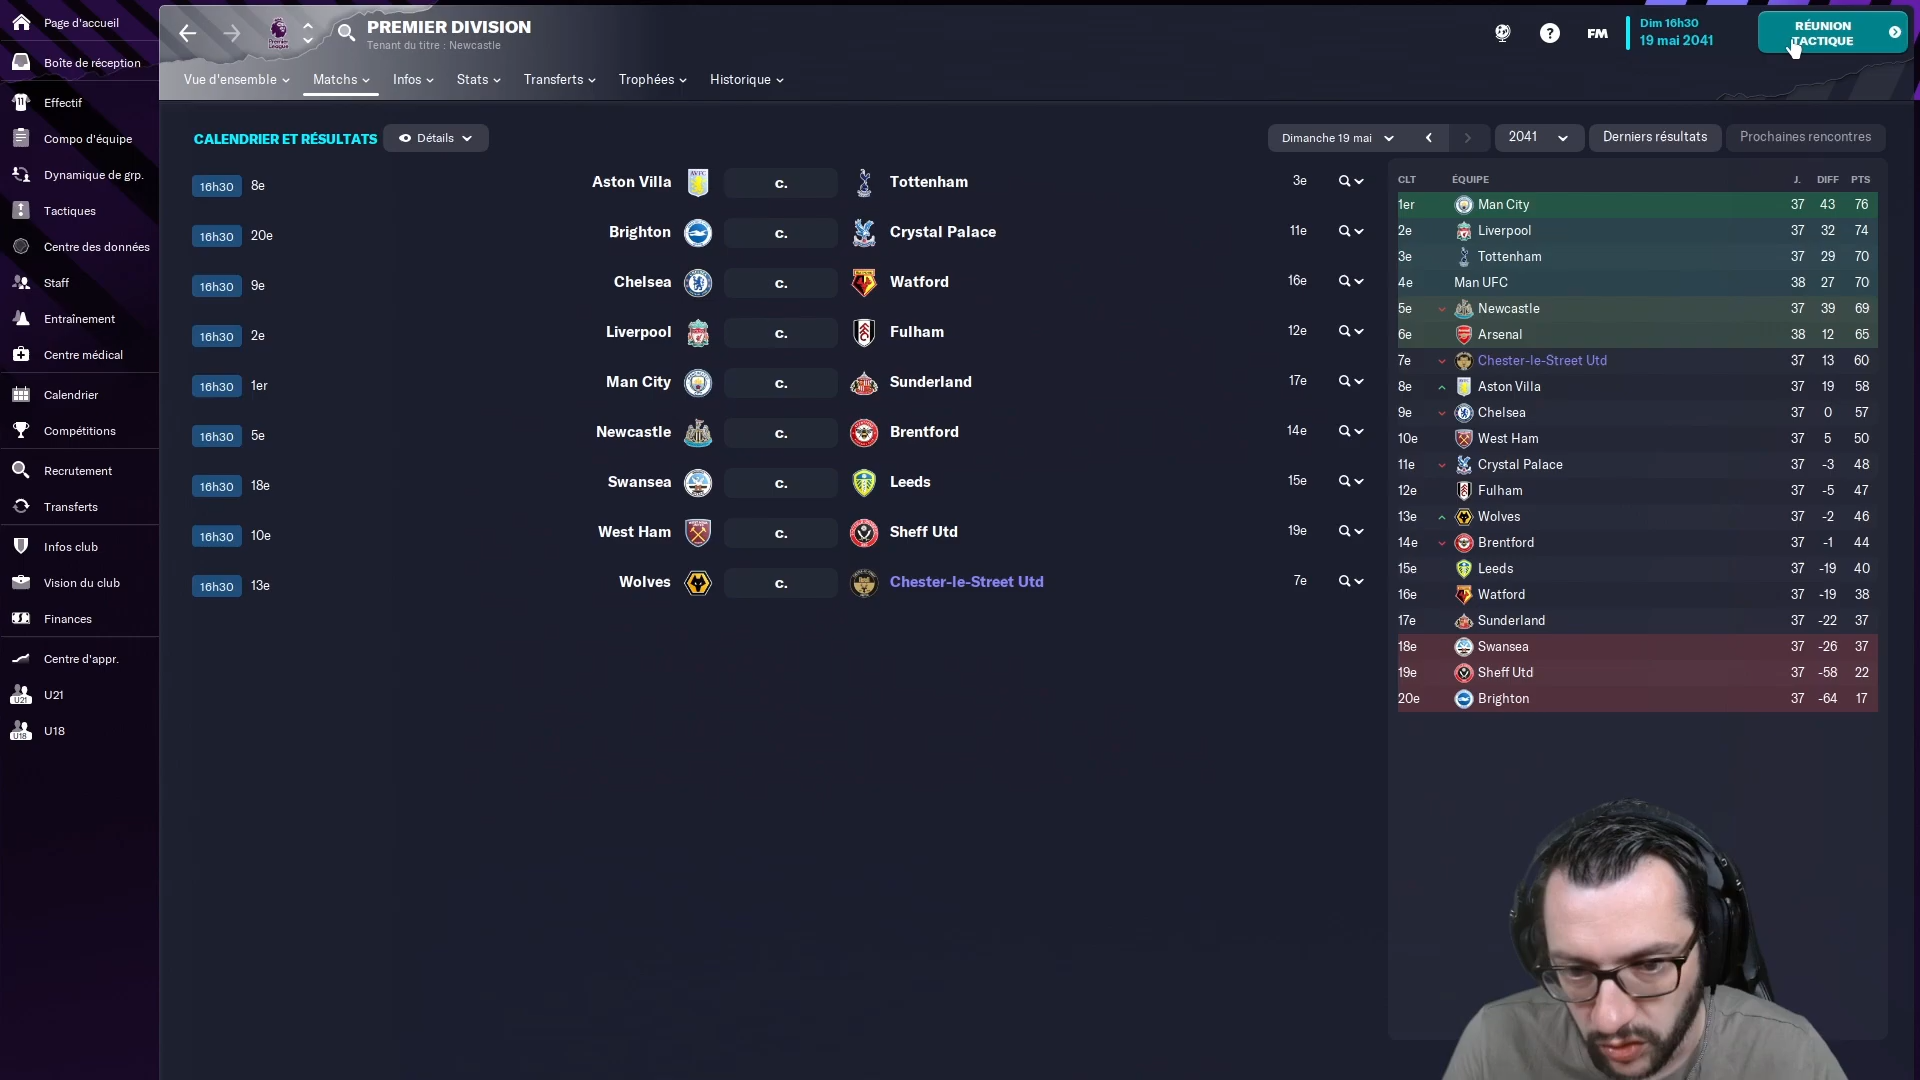 Page d'accueil
Boîte de réception
Effectif
Compo d'équipe
Dynamique de grp.
Tactiques
Centre des données
Staff
Entraînement
Centre médical
Calendrier
Compétitions
Recrutement
Transferts
Infos club
Vision du club
Finances
Centre d'appr.
U21
U18
PREMIER DIVISION
Tenant du titre : Newcastle
FM
Dim 16h30
19 mai 2041
RÉUNION
TACTIQUE
Vue d'ensemble Matchs Infos Stats Transferts Trophées Historique
CALENDRIER ET RÉSULTATS Détails
Dimanche 19 mai 2041 Derniers résultats Prochaines rencontres
16h30 8e Aston Villa c. Tottenham 3e
16h30 20e Brighton c. Crystal Palace 11e
16h30 9e Chelsea c. Watford 16e
16h30 2e Liverpool c. Fulham 12e
16h30 1er Man City c. Sunderland 17e
16h30 5e Newcastle c. Brentford 14e
16h30 18e Swansea c. Leeds 15e
16h30 10e West Ham c. Sheff Utd 19e
16h30 13e Wolves c. Chester-le-Street Utd 7e
CLT ÉQUIPE J. DIFF PTS
1er Man City 37 43 76
2e Liverpool 37 32 74
3e Tottenham 37 29 70
4e Man UFC 38 27 70
5e Newcastle 37 39 69
6e Arsenal 38 12 65
7e Chester-le-Street Utd 37 13 60
8e Aston Villa 37 19 58
9e Chelsea 37 0 57
10e West Ham 37 5 50
11e Crystal Palace 37 -3 48
12e Fulham 37 -5 47
13e Wolves 37 -2 46
14e Brentford 37 -1 44
15e Leeds 37 -19 40
16e Watford 37 -19 38
17e Sunderland 37 -22 37
18e Swansea 37 -26 37
19e Sheff Utd 37 -58 22
20e Brighton 37 -64 17